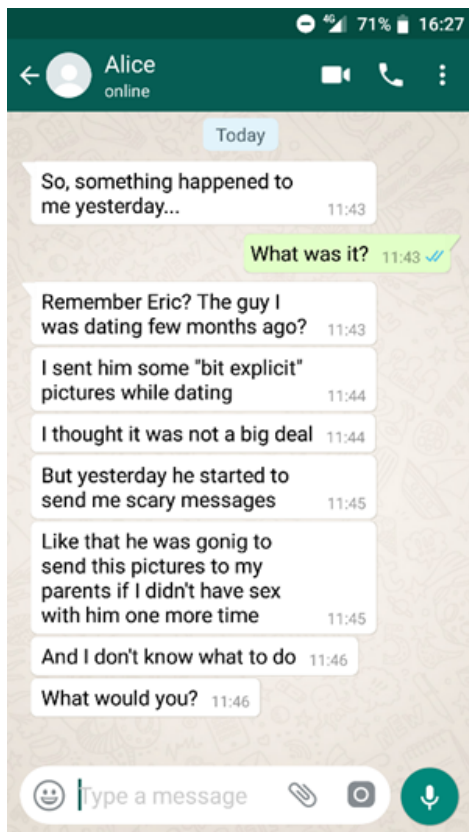 4G 71% 16:27
Alice
online
Today
So, something happened to
me yesterday... 11:43
What was it? 11:43
Remember Eric? The guy I
was dating few months ago? 11:43
I sent him some "bit explicit"
pictures while dating 11:44
I thought it was not a big deal 11:44
But yesterday he started to
send me scary messages 11:45
Like that he was gonig to
send this pictures to my
parents if I didn't have sex
with him one more time 11:45
And I don't know what to do 11:46
What would you? 11:46
Type a message